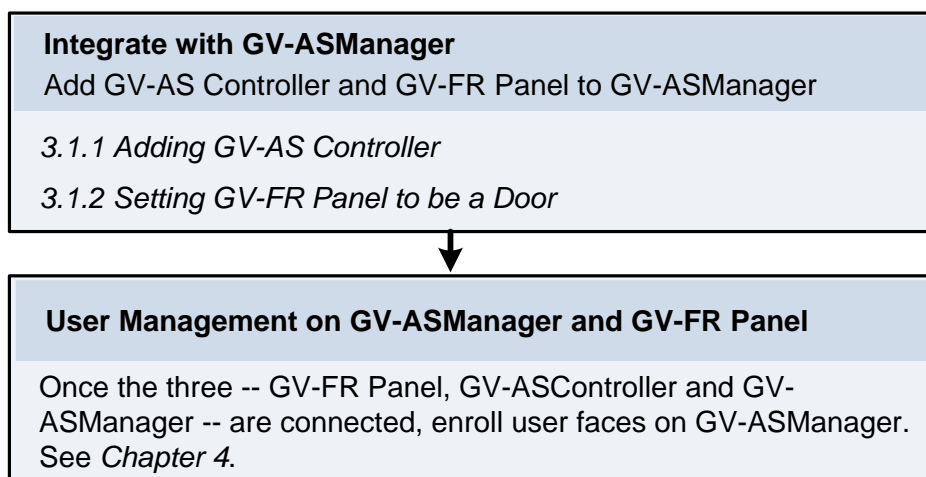 Integrate with GV-ASManager
Add GV-AS Controller and GV-FR Panel to GV-ASManager
3.1.1 Adding GV-AS Controller
3.1.2 Setting GV-FR Panel to be a Door
User Management on GV-ASManager and GV-FR Panel
Once the three -- GV-FR Panel, GV-ASController and GV-
ASManager -- are connected, enroll user faces on GV-ASManager.
See Chapter 4.